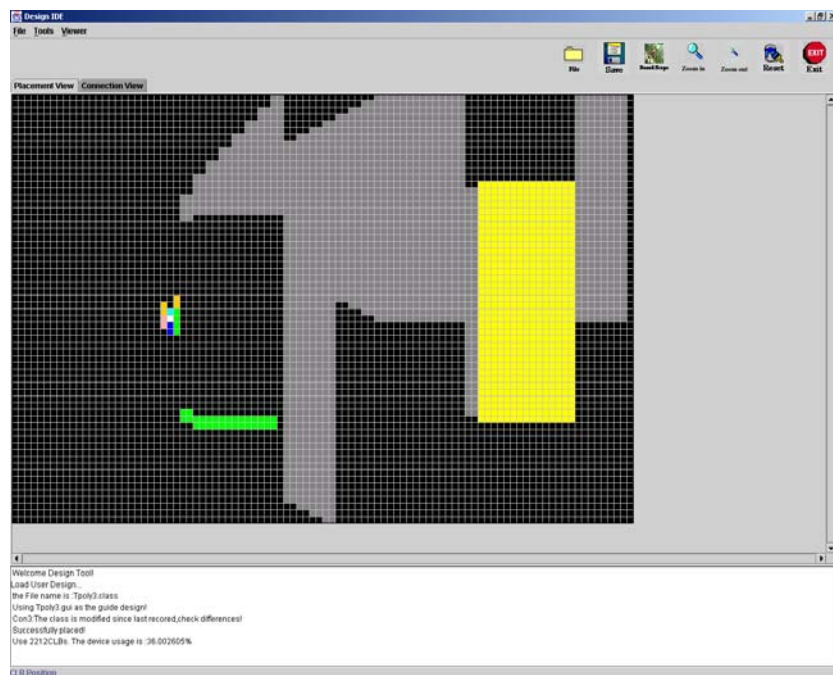 Design IDE
File Tools Viewer
File Save BoardScope Zoom in Zoom out Reset Exit
EXIT
Placement View Connection View
Welcome Design Tool!
Load User Design...
the File name is :Tpoly3.class
Using Tpoly3.gui as the guide design!
Con3:The class is modified since last recored,check differences!
Successfully placed!
Use 2212CLBs. The device usage is :36.002605%
CLB Position